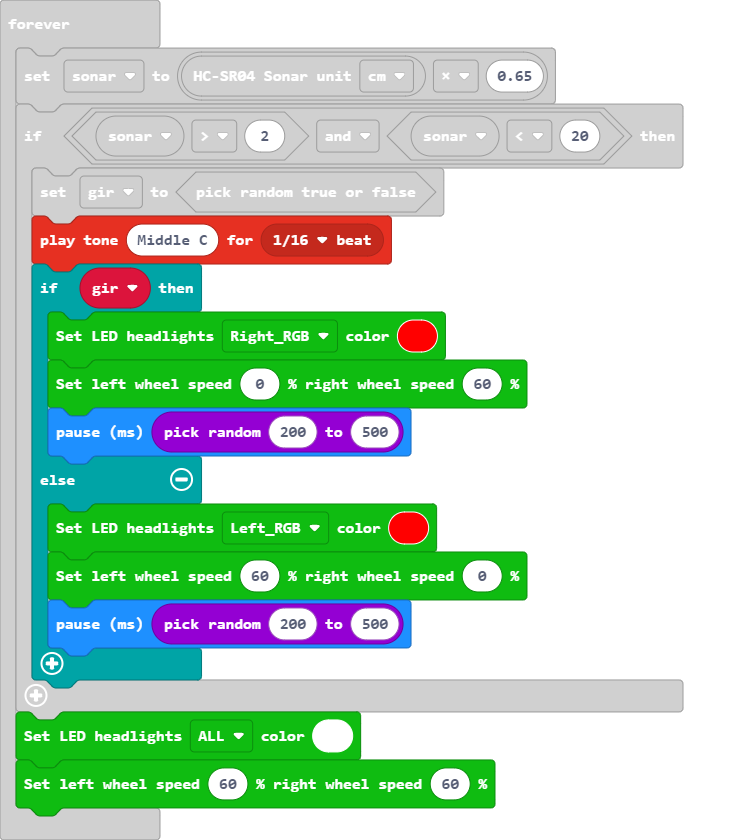 forever
set sonar to HC-SR04 Sonar unit cm × 0.65
if sonar > 2 and sonar < 20 then
set gir to pick random true or false
play tone Middle C for 1/16 beat
if gir then
Set LED headlights Right_RGB color
Set left wheel speed 0 % right wheel speed 60 %
pause (ms) pick random 200 to 500
else
Set LED headlights Left_RGB color
Set left wheel speed 60 % right wheel speed 0 %
pause (ms) pick random 200 to 500
Set LED headlights ALL color
Set left wheel speed 60 % right wheel speed 60 %